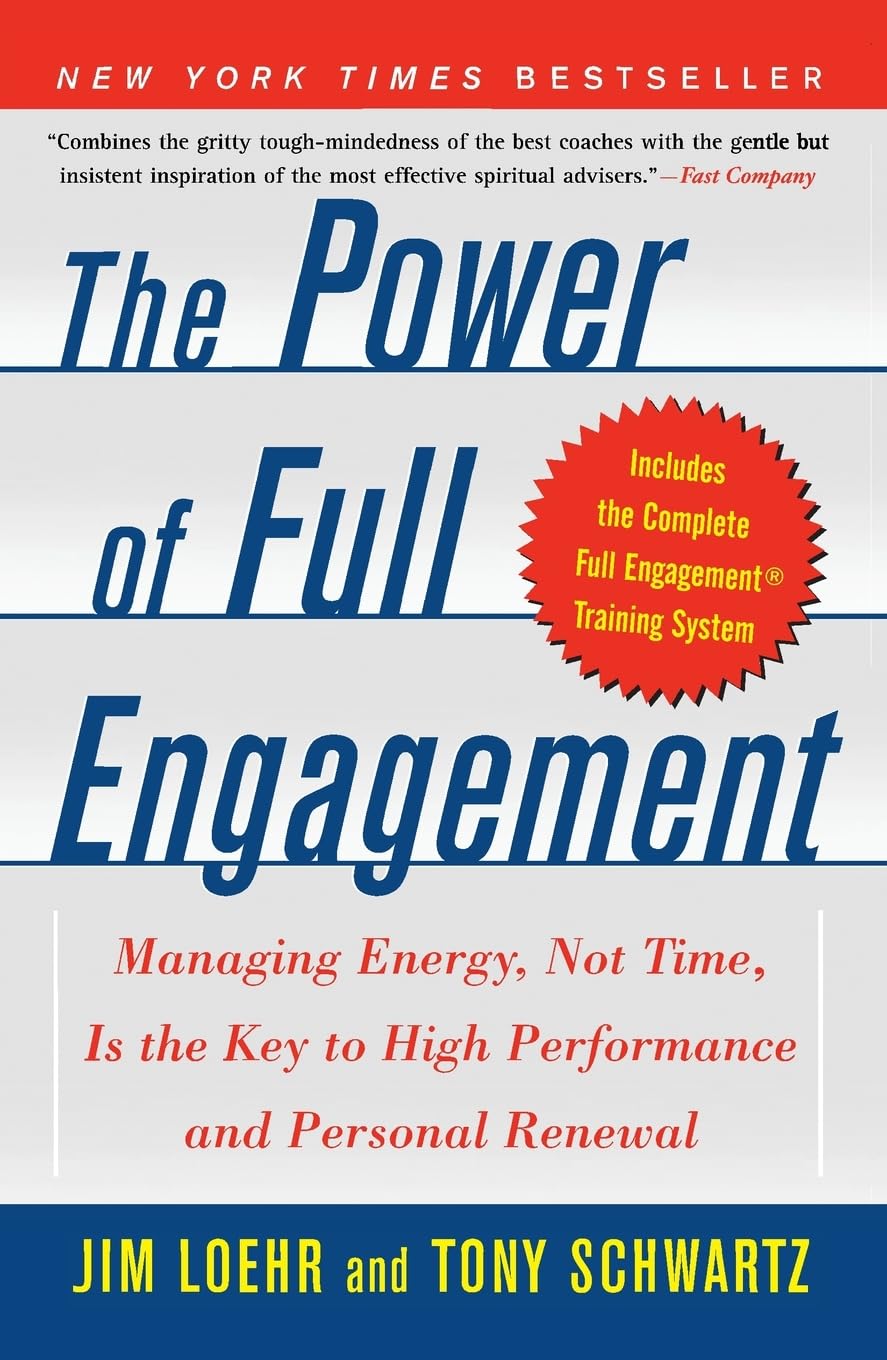 NEW YORK TIMES BESTSELLER
“Combines the gritty tough-mindedness of the best coaches with the gentle but
insistent inspiration of the most effective spiritual advisers.”—Fast Company
The Power
of Full
Engagement
Includes
the Complete
Full Engagement®
Training System
Managing Energy, Not Time,
Is the Key to High Performance
and Personal Renewal
JIM LOEHR and TONY SCHWARTZ